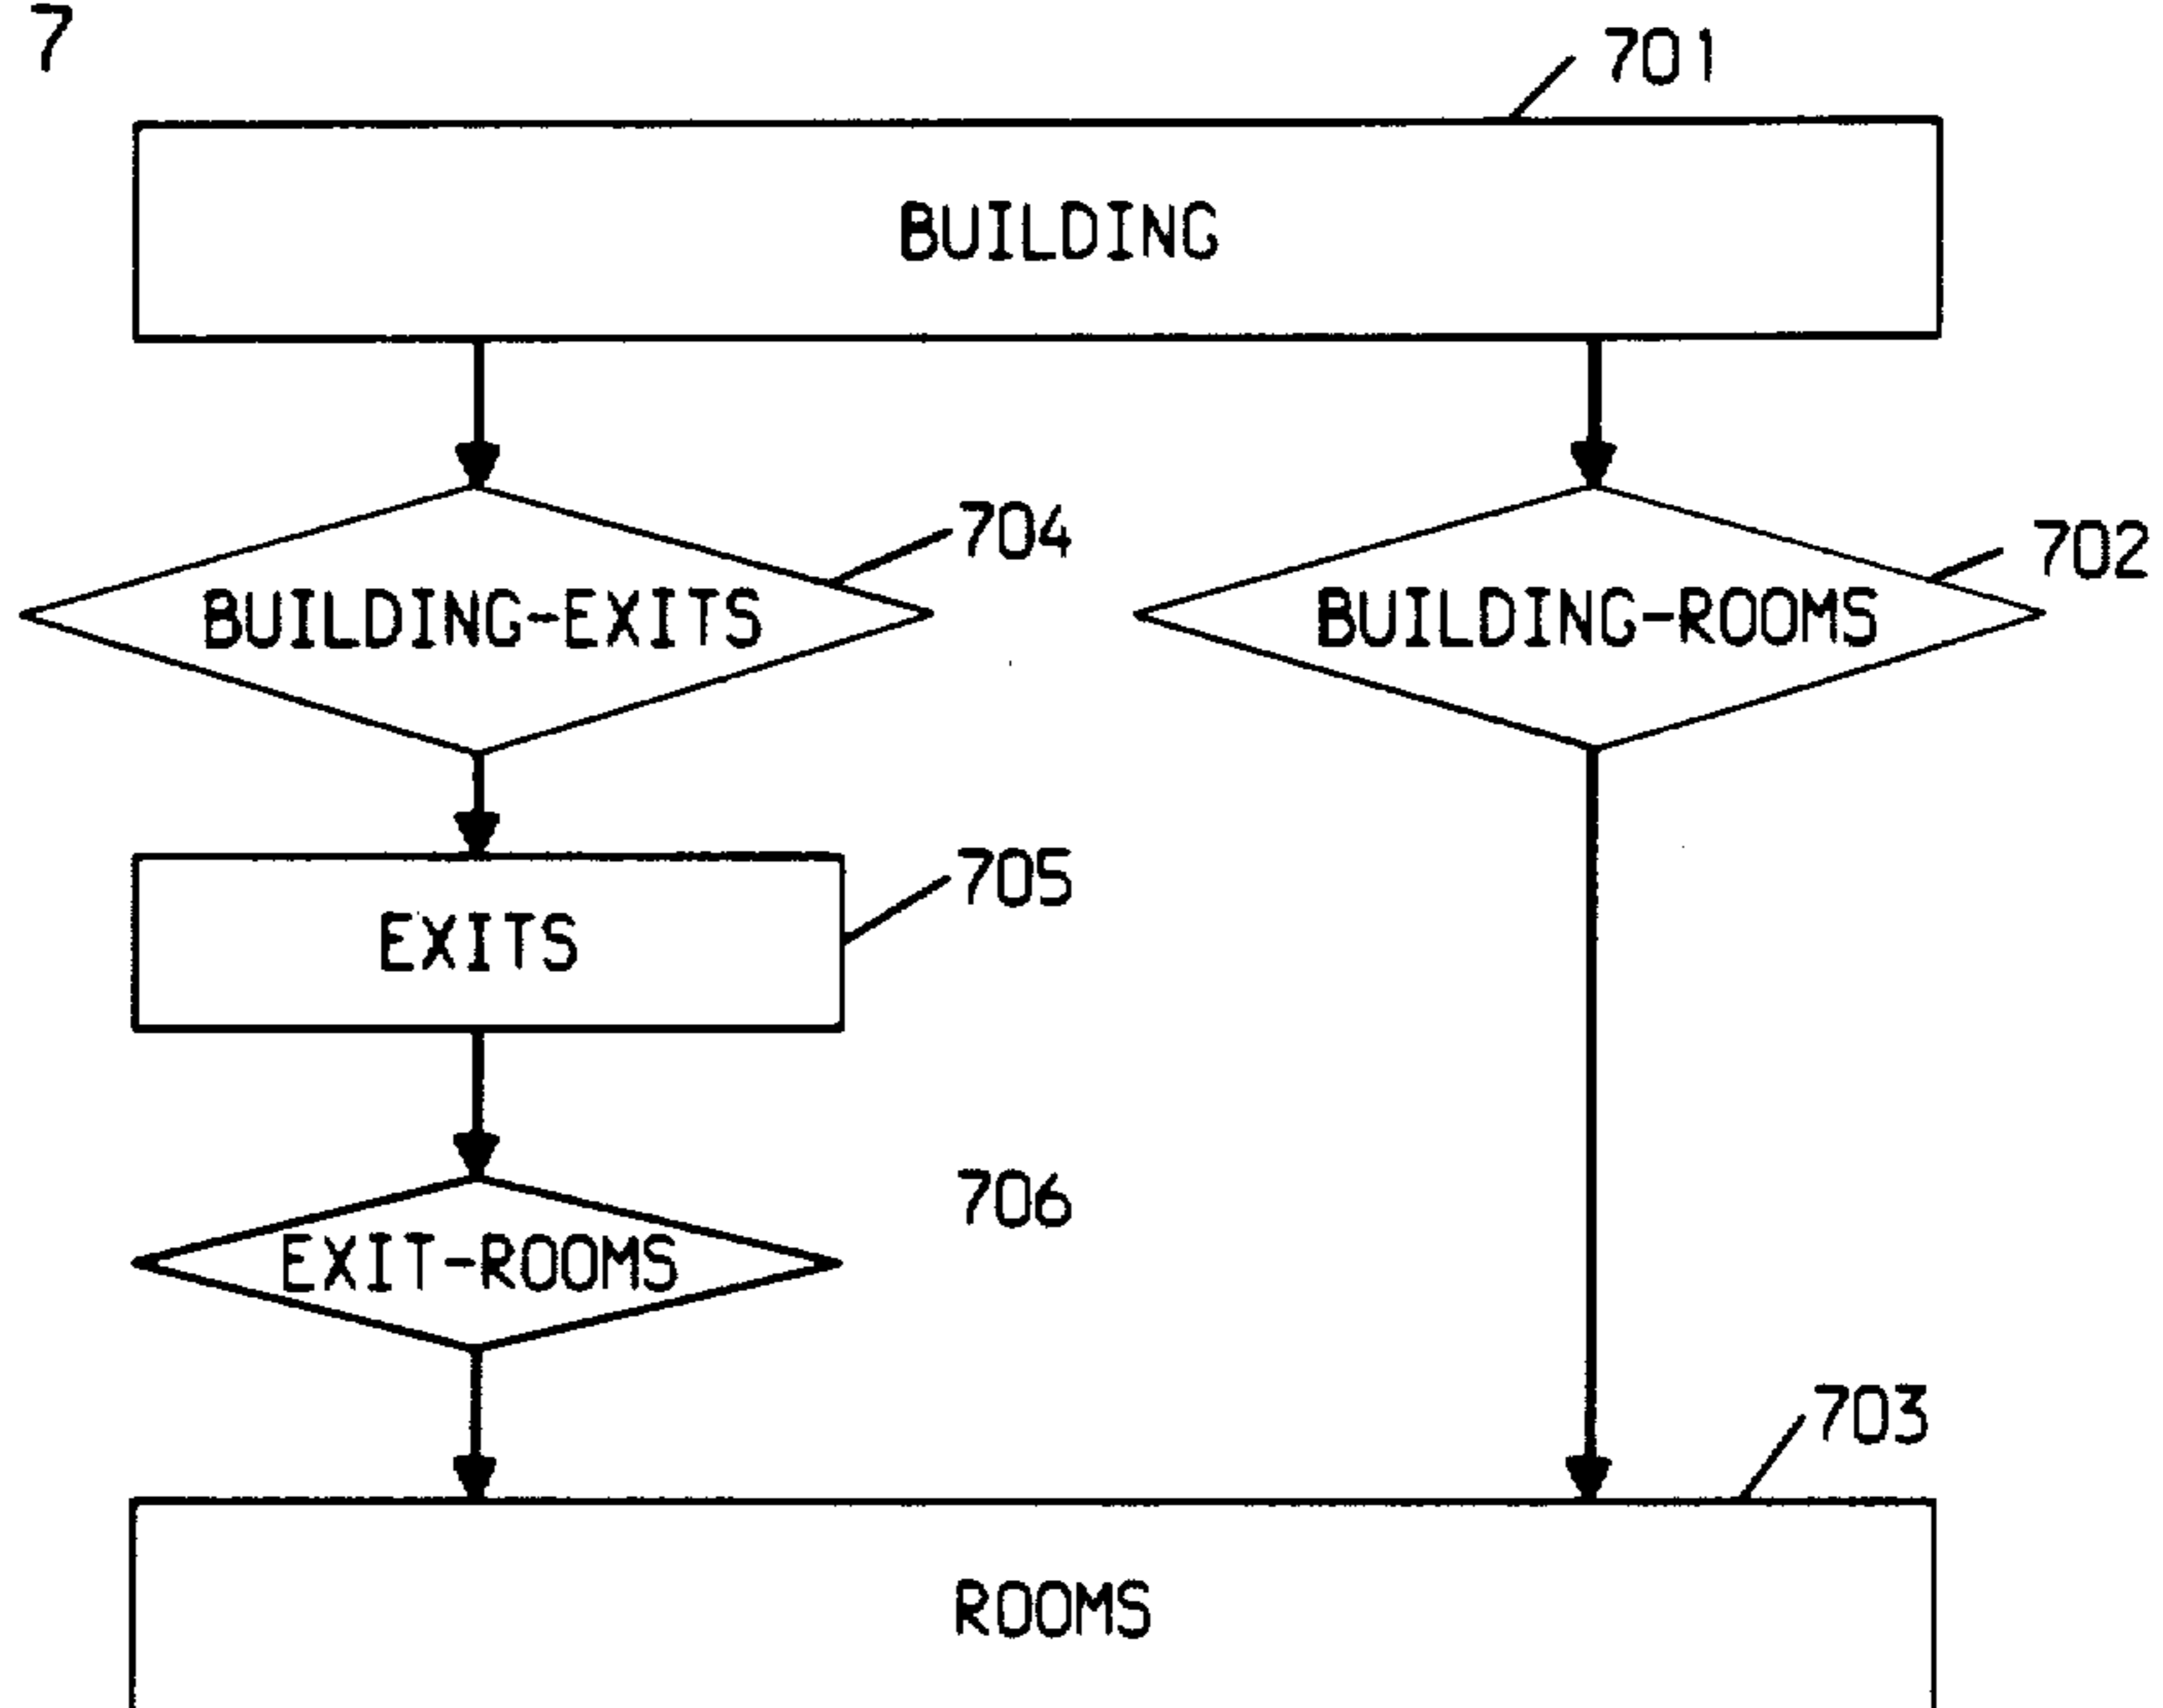 7
701
BUILDING
704
702
BUILDING-EXITS
BUILDING-ROOMS
705
EXITS
706
EXIT-ROOMS
703
ROOMS